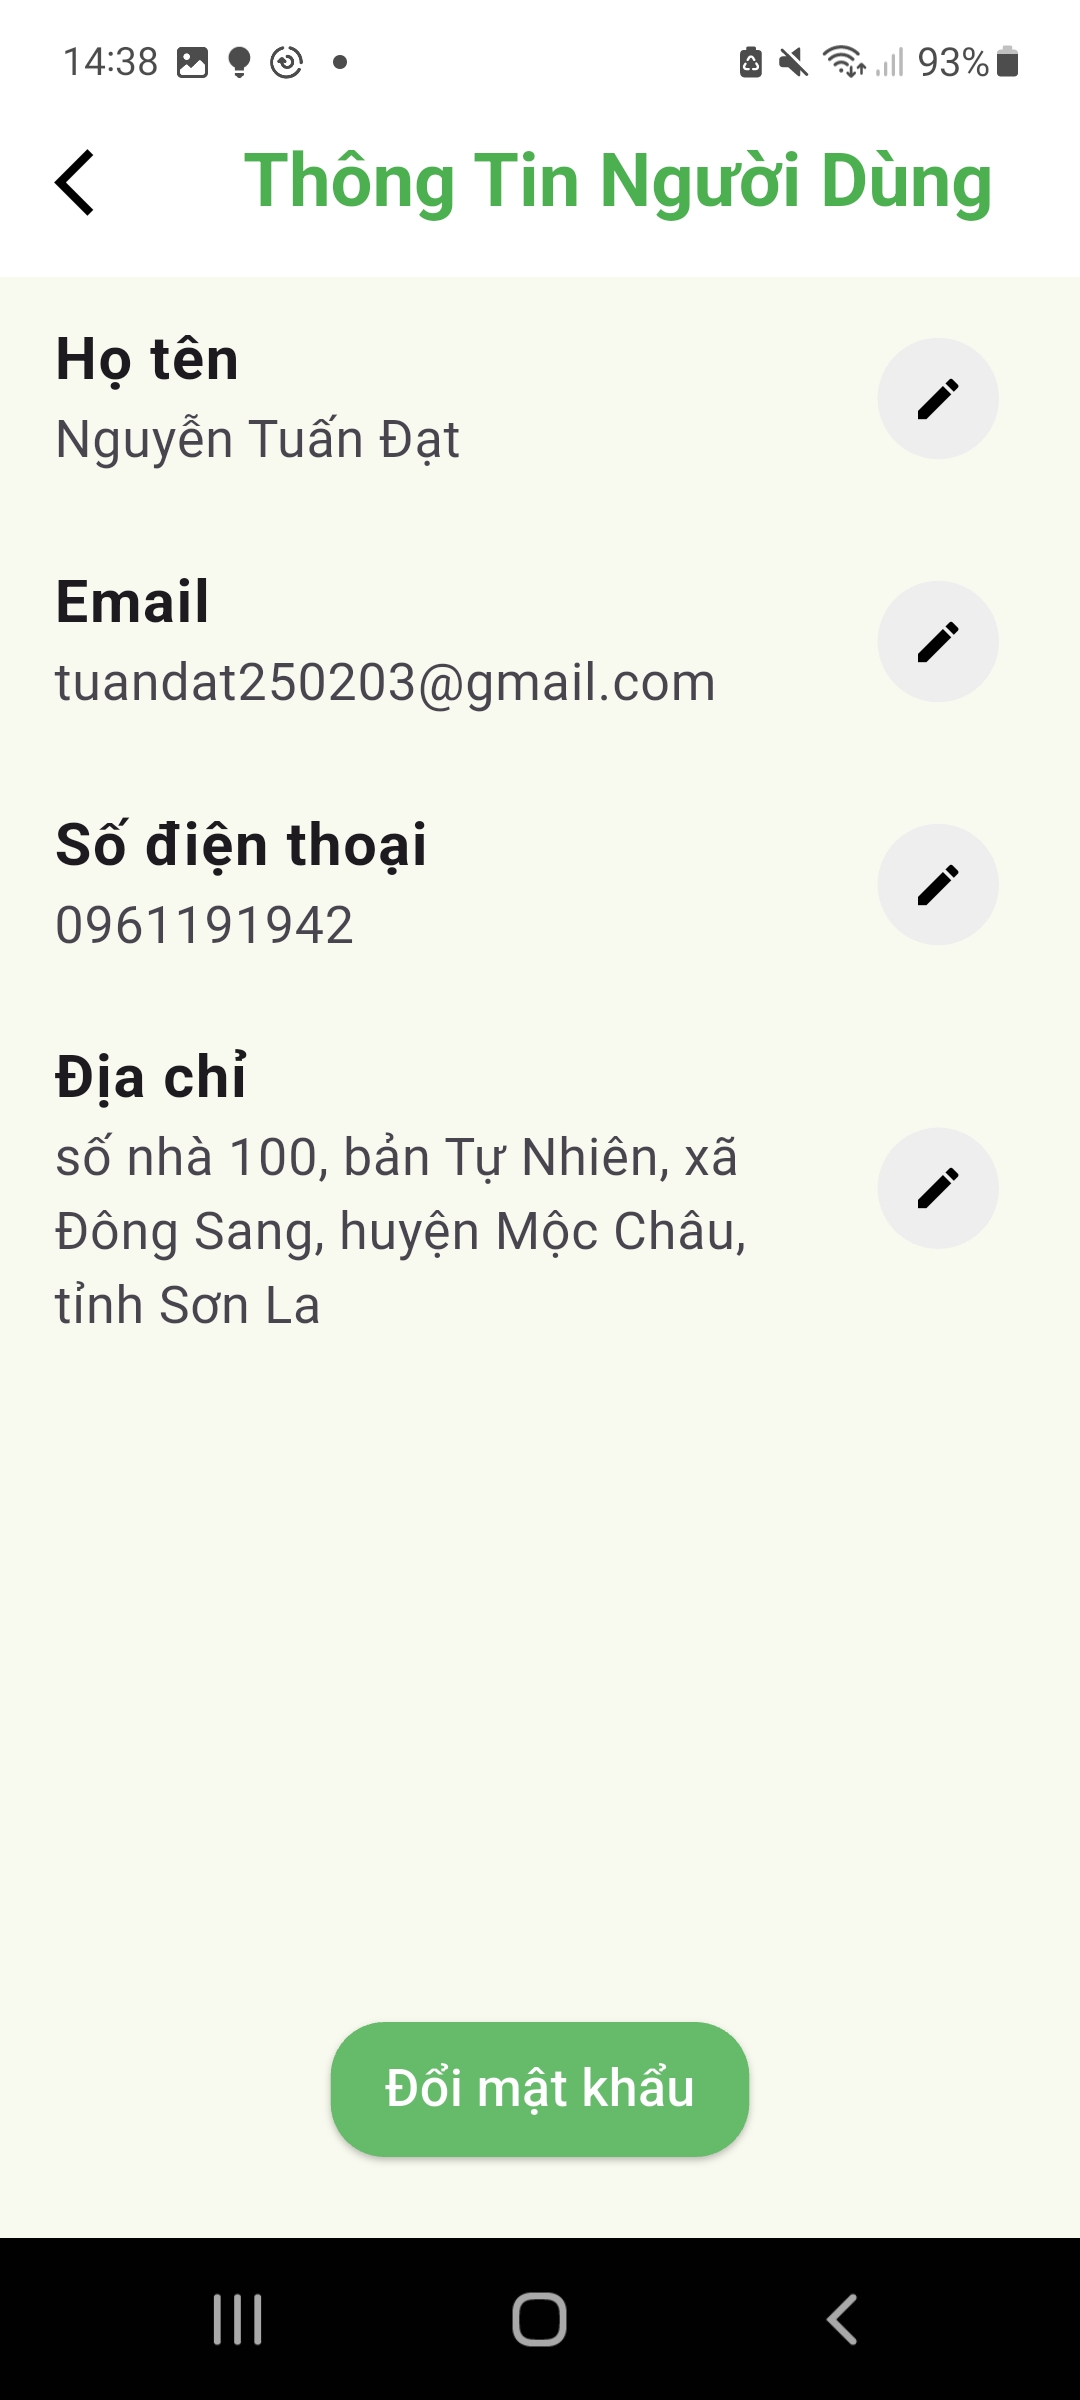 14:38
93%
Thông Tin Người Dùng
Họ tên
Nguyễn Tuấn Đạt
Email
tuandat250203@gmail.com
Số điện thoại
0961191942
Địa chỉ
số nhà 100, bản Tự Nhiên, xã
Đông Sang, huyện Mộc Châu,
tỉnh Sơn La
Đổi mật khẩu